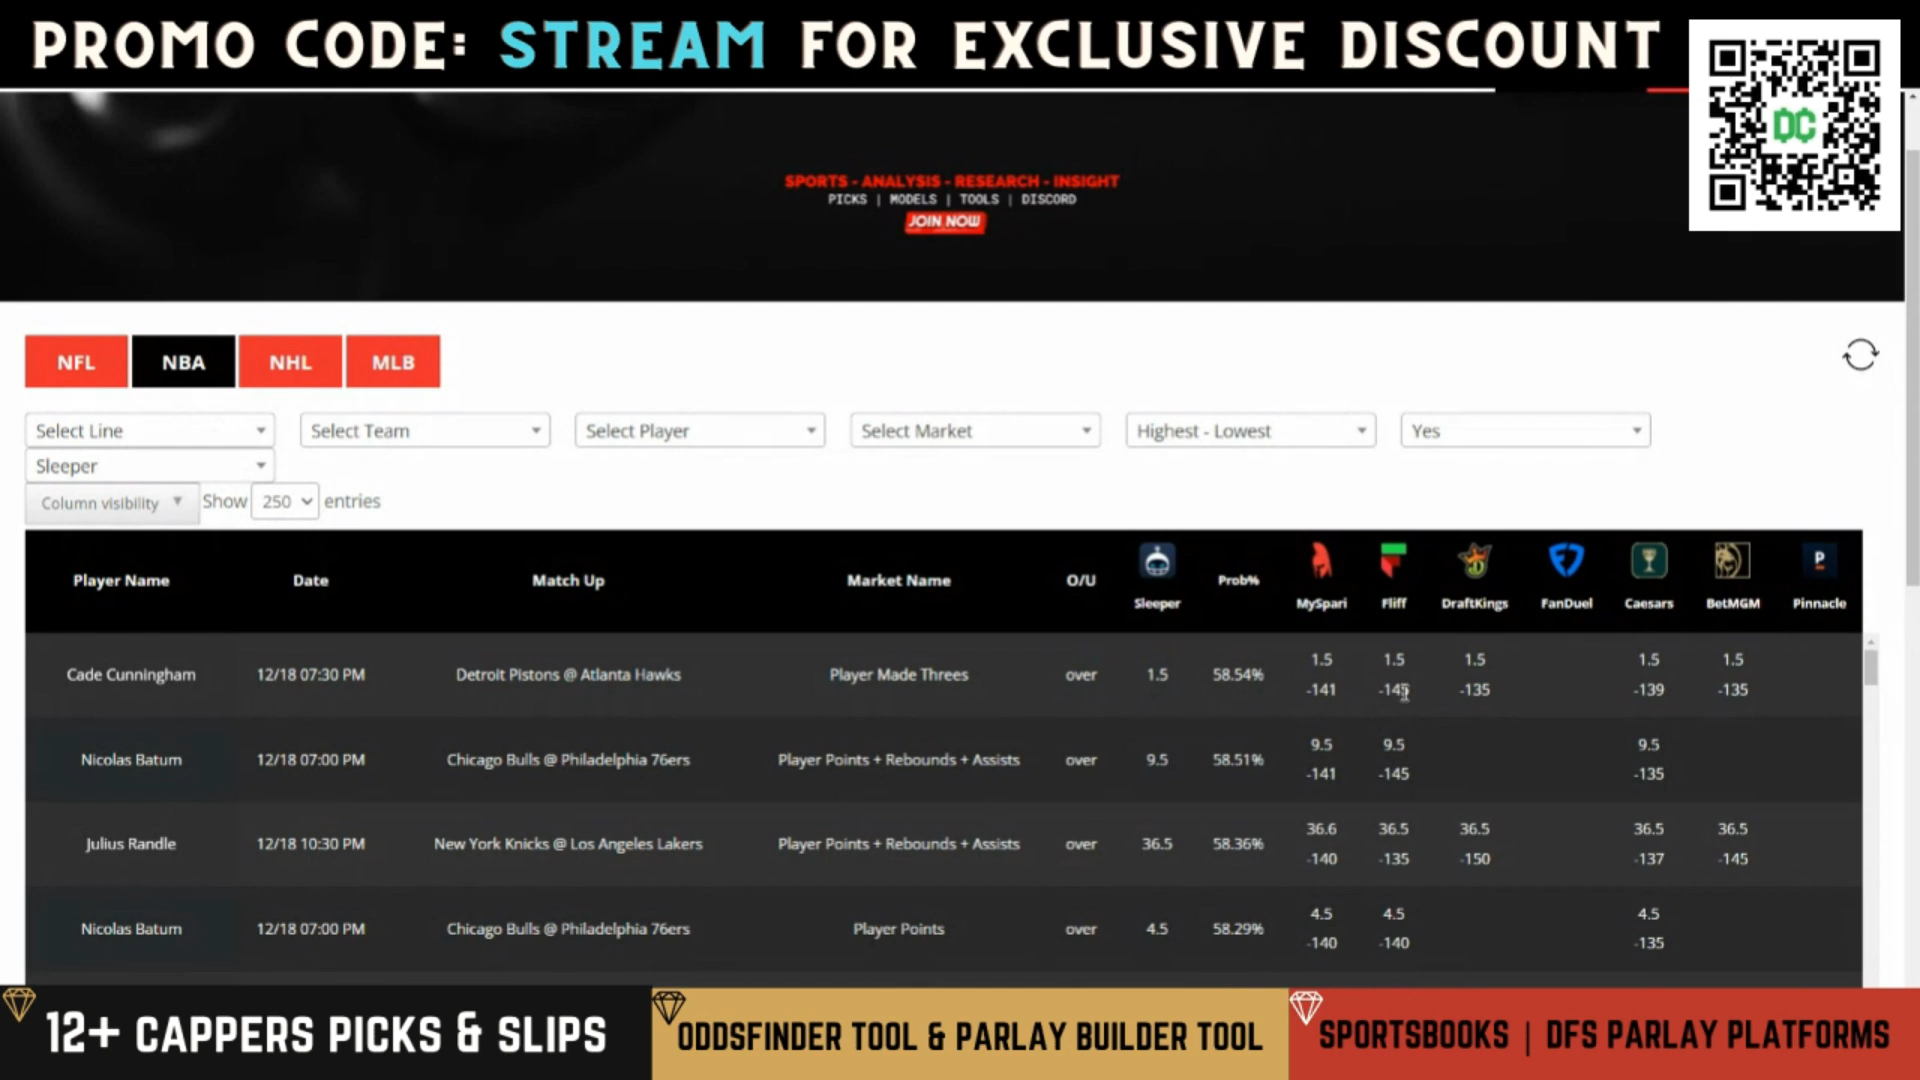 PROMO CODE: STREAM FOR EXCLUSIVE DISCOUNT
DC
SPORTS - ANALYSIS - RESEARCH - INSIGHT
PICKS | MODELS | TOOLS | DISCORD
JOIN NOW
NFL NBA NHL MLB
Select Line Select Team Select Player Select Market Highest - Lowest Yes
Sleeper
Column visibility Show 250 entries
Player Name Date Match Up Market Name O/U Sleeper Prob% MySpari Fliff DraftKings FanDuel Caesars BetMGM Pinnacle
Cade Cunningham 12/18 07:30 PM Detroit Pistons @ Atlanta Hawks Player Made Threes over 1.5 58.54% 1.5 1.5 1.5 1.5 1.5
-141 -145 -135 -139 -135
Nicolas Batum 12/18 07:00 PM Chicago Bulls @ Philadelphia 76ers Player Points + Rebounds + Assists over 9.5 58.51% 9.5 9.5 9.5
-141 -145 -135
Julius Randle 12/18 10:30 PM New York Knicks @ Los Angeles Lakers Player Points + Rebounds + Assists over 36.5 58.36% 36.6 36.5 36.5 36.5 36.5
-140 -135 -150 -137 -145
Nicolas Batum 12/18 07:00 PM Chicago Bulls @ Philadelphia 76ers Player Points over 4.5 58.29% 4.5 4.5 4.5
-140 -140 -135
12+ CAPPERS PICKS & SLIPS
ODDSFINDER TOOL & PARLAY BUILDER TOOL
SPORTSBOOKS | DFS PARLAY PLATFORMS